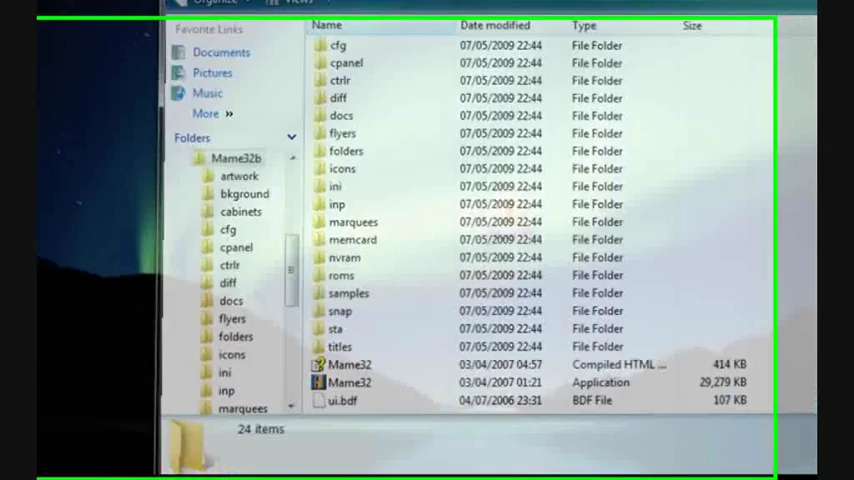 Organize Views
Name Date modified Type Size
Favorite Links
Documents
Pictures
Music
More »
Folders
Mame32b
artwork
bkground
cabinets
cfg
cpanel
ctrlr
diff
docs
flyers
folders
icons
ini
inp
marquees
cfg 07/05/2009 22:44 File Folder
cpanel 07/05/2009 22:44 File Folder
ctrlr 07/05/2009 22:44 File Folder
diff 07/05/2009 22:44 File Folder
docs 07/05/2009 22:44 File Folder
flyers 07/05/2009 22:44 File Folder
folders 07/05/2009 22:44 File Folder
icons 07/05/2009 22:44 File Folder
ini 07/05/2009 22:44 File Folder
inp 07/05/2009 22:44 File Folder
marquees 07/05/2009 22:44 File Folder
memcard 07/05/2009 22:44 File Folder
nvram 07/05/2009 22:44 File Folder
roms 07/05/2009 22:44 File Folder
samples 07/05/2009 22:44 File Folder
snap 07/05/2009 22:44 File Folder
sta 07/05/2009 22:44 File Folder
titles 07/05/2009 22:44 File Folder
Mame32 03/04/2007 04:57 Compiled HTML ... 414 KB
Mame32 03/04/2007 01:21 Application 29,279 KB
ui.bdf 04/07/2006 23:31 BDF File 107 KB
24 items